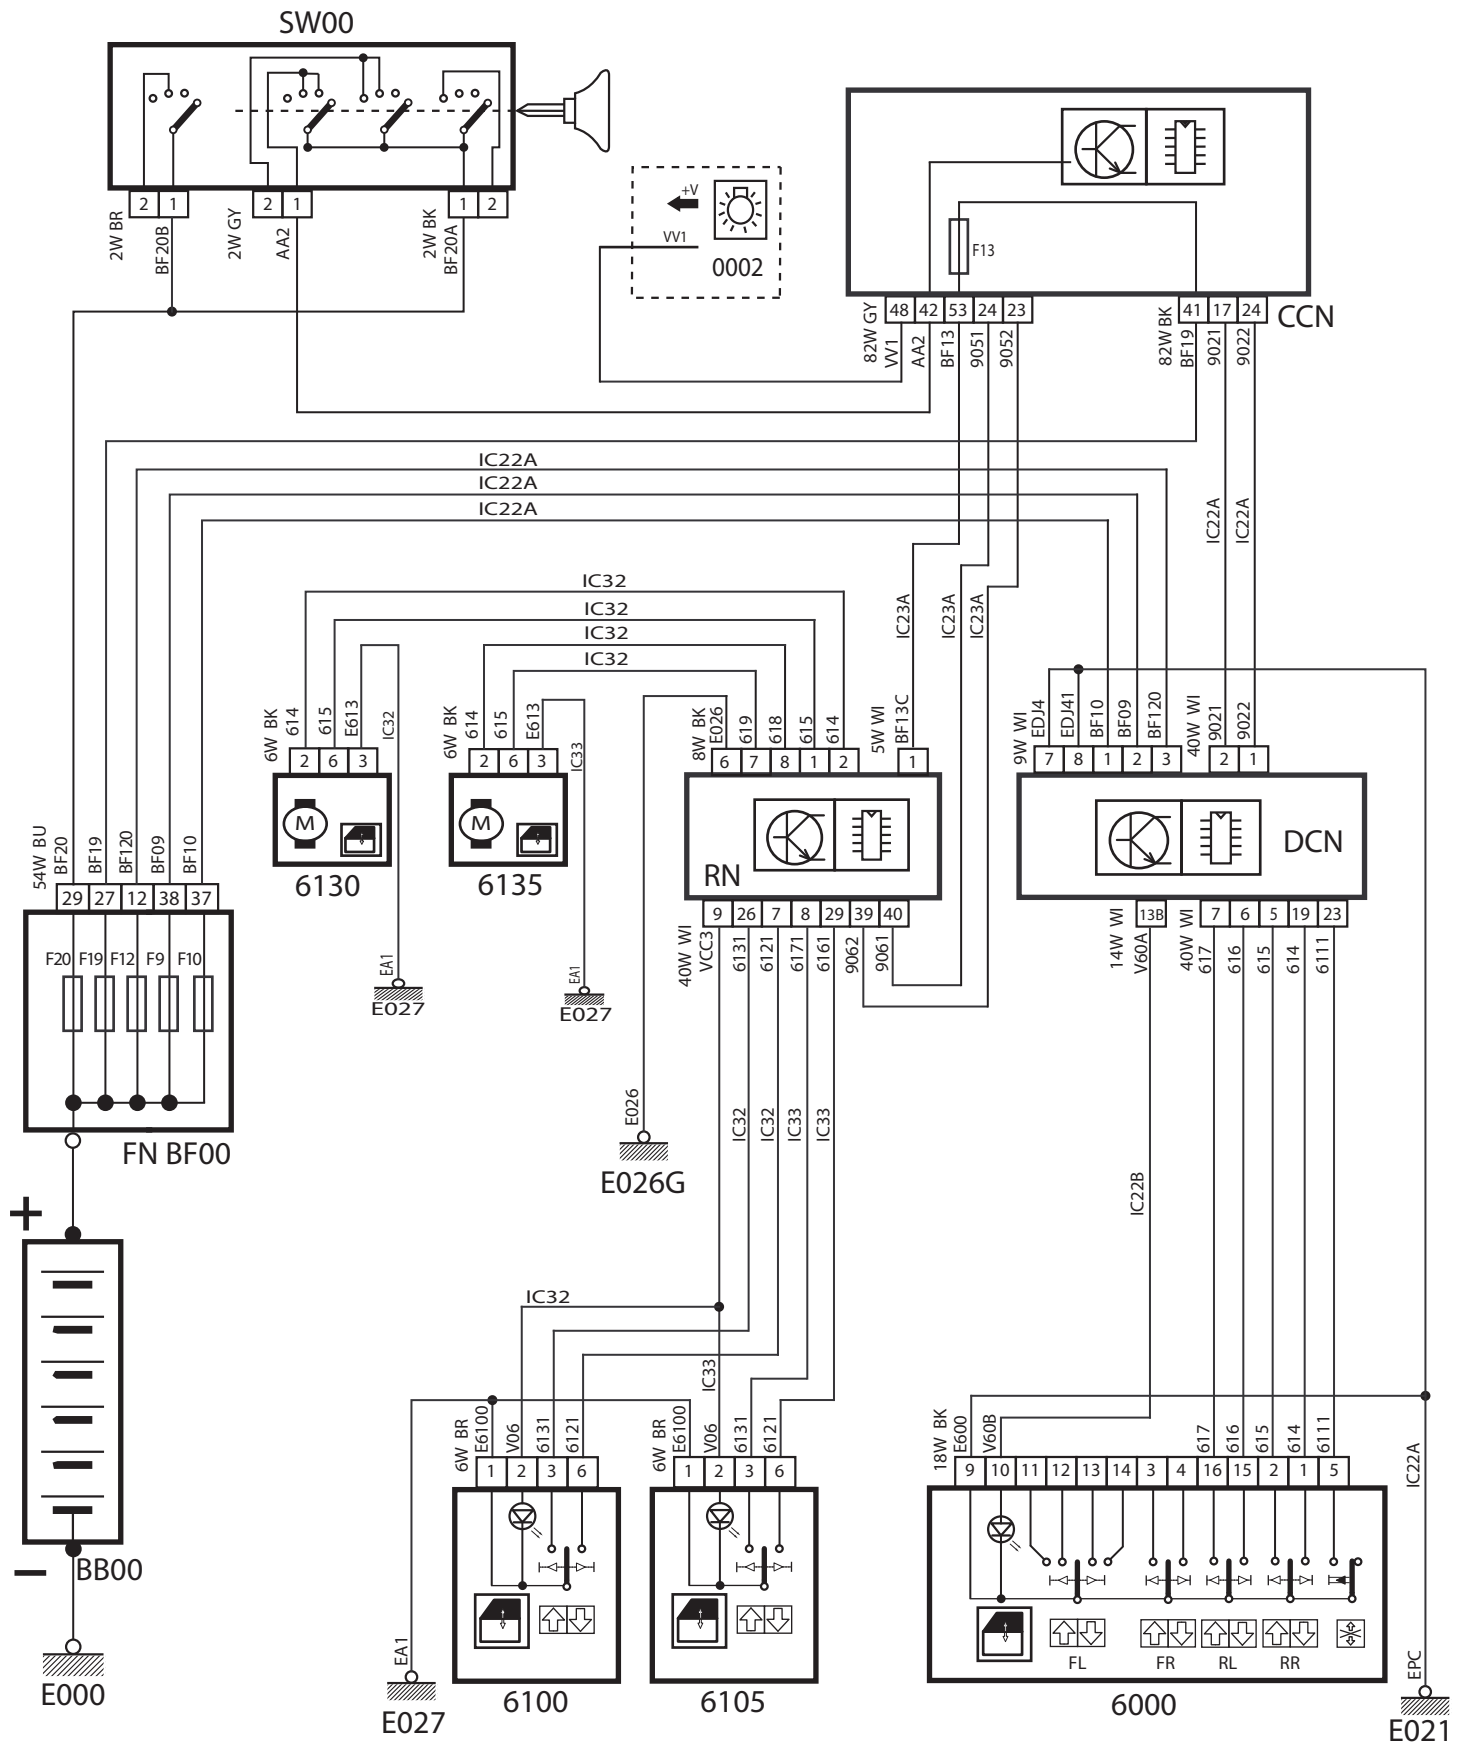 SW00
2 1 2 1 1 2
2W BR
BF20B
2W GY
AA2
2W BK
BF20A
+V
VV1
0002
F13
CCN
48 42 53 24 23 41 17 24
82W GY
VV1
AA2
BF13
9051
9052
82W BK
BF19
9021
9022
IC22A
IC22A
IC22A
IC22A
IC22A
IC32
IC32
IC32
IC32
IC23A
IC23A
IC23A
6W BK
614
615
E613
IC32
2 6 3
M
6130
EA1
E027
6W BK
614
615
E613
IC33
2 6 3
M
6135
EA1
E027
8W BK
E026
619
618
615
614
5W WI
BF13C
6 7 8 1 2 1
RN
9 26 7 8 29 39 40
40W WI
VCC3
6131
6121
6171
6161
9062
9061
9W WI
EDJ4
EDJ41
BF10
BF09
BF120
40W WI
9021
9022
7 8 1 2 3 2 1
DCN
13B 7 6 5 19 23
14W WI
V60A
40W WI
617
616
615
614
6111
54W BU
BF20
BF19
BF120
BF09
BF10
29 27 12 38 37
F20 F19 F12 F9 F10
FN BF00
E026
E026G
IC32
IC32
IC33
IC33
IC22B
+
−
BB00
E000
IC32
IC33
6W BR
E6100
V06
6131
6121
1 2 3 6
6100
6W BR
E6100
V06
6131
6121
1 2 3 6
6105
EA1
E027
18W BK
E600
V60B
617
616
615
614
6111
9 10 11 12 13 14 3 4 16 15 2 1 5
FL FR RL RR
6000
IC22A
EPC
E021